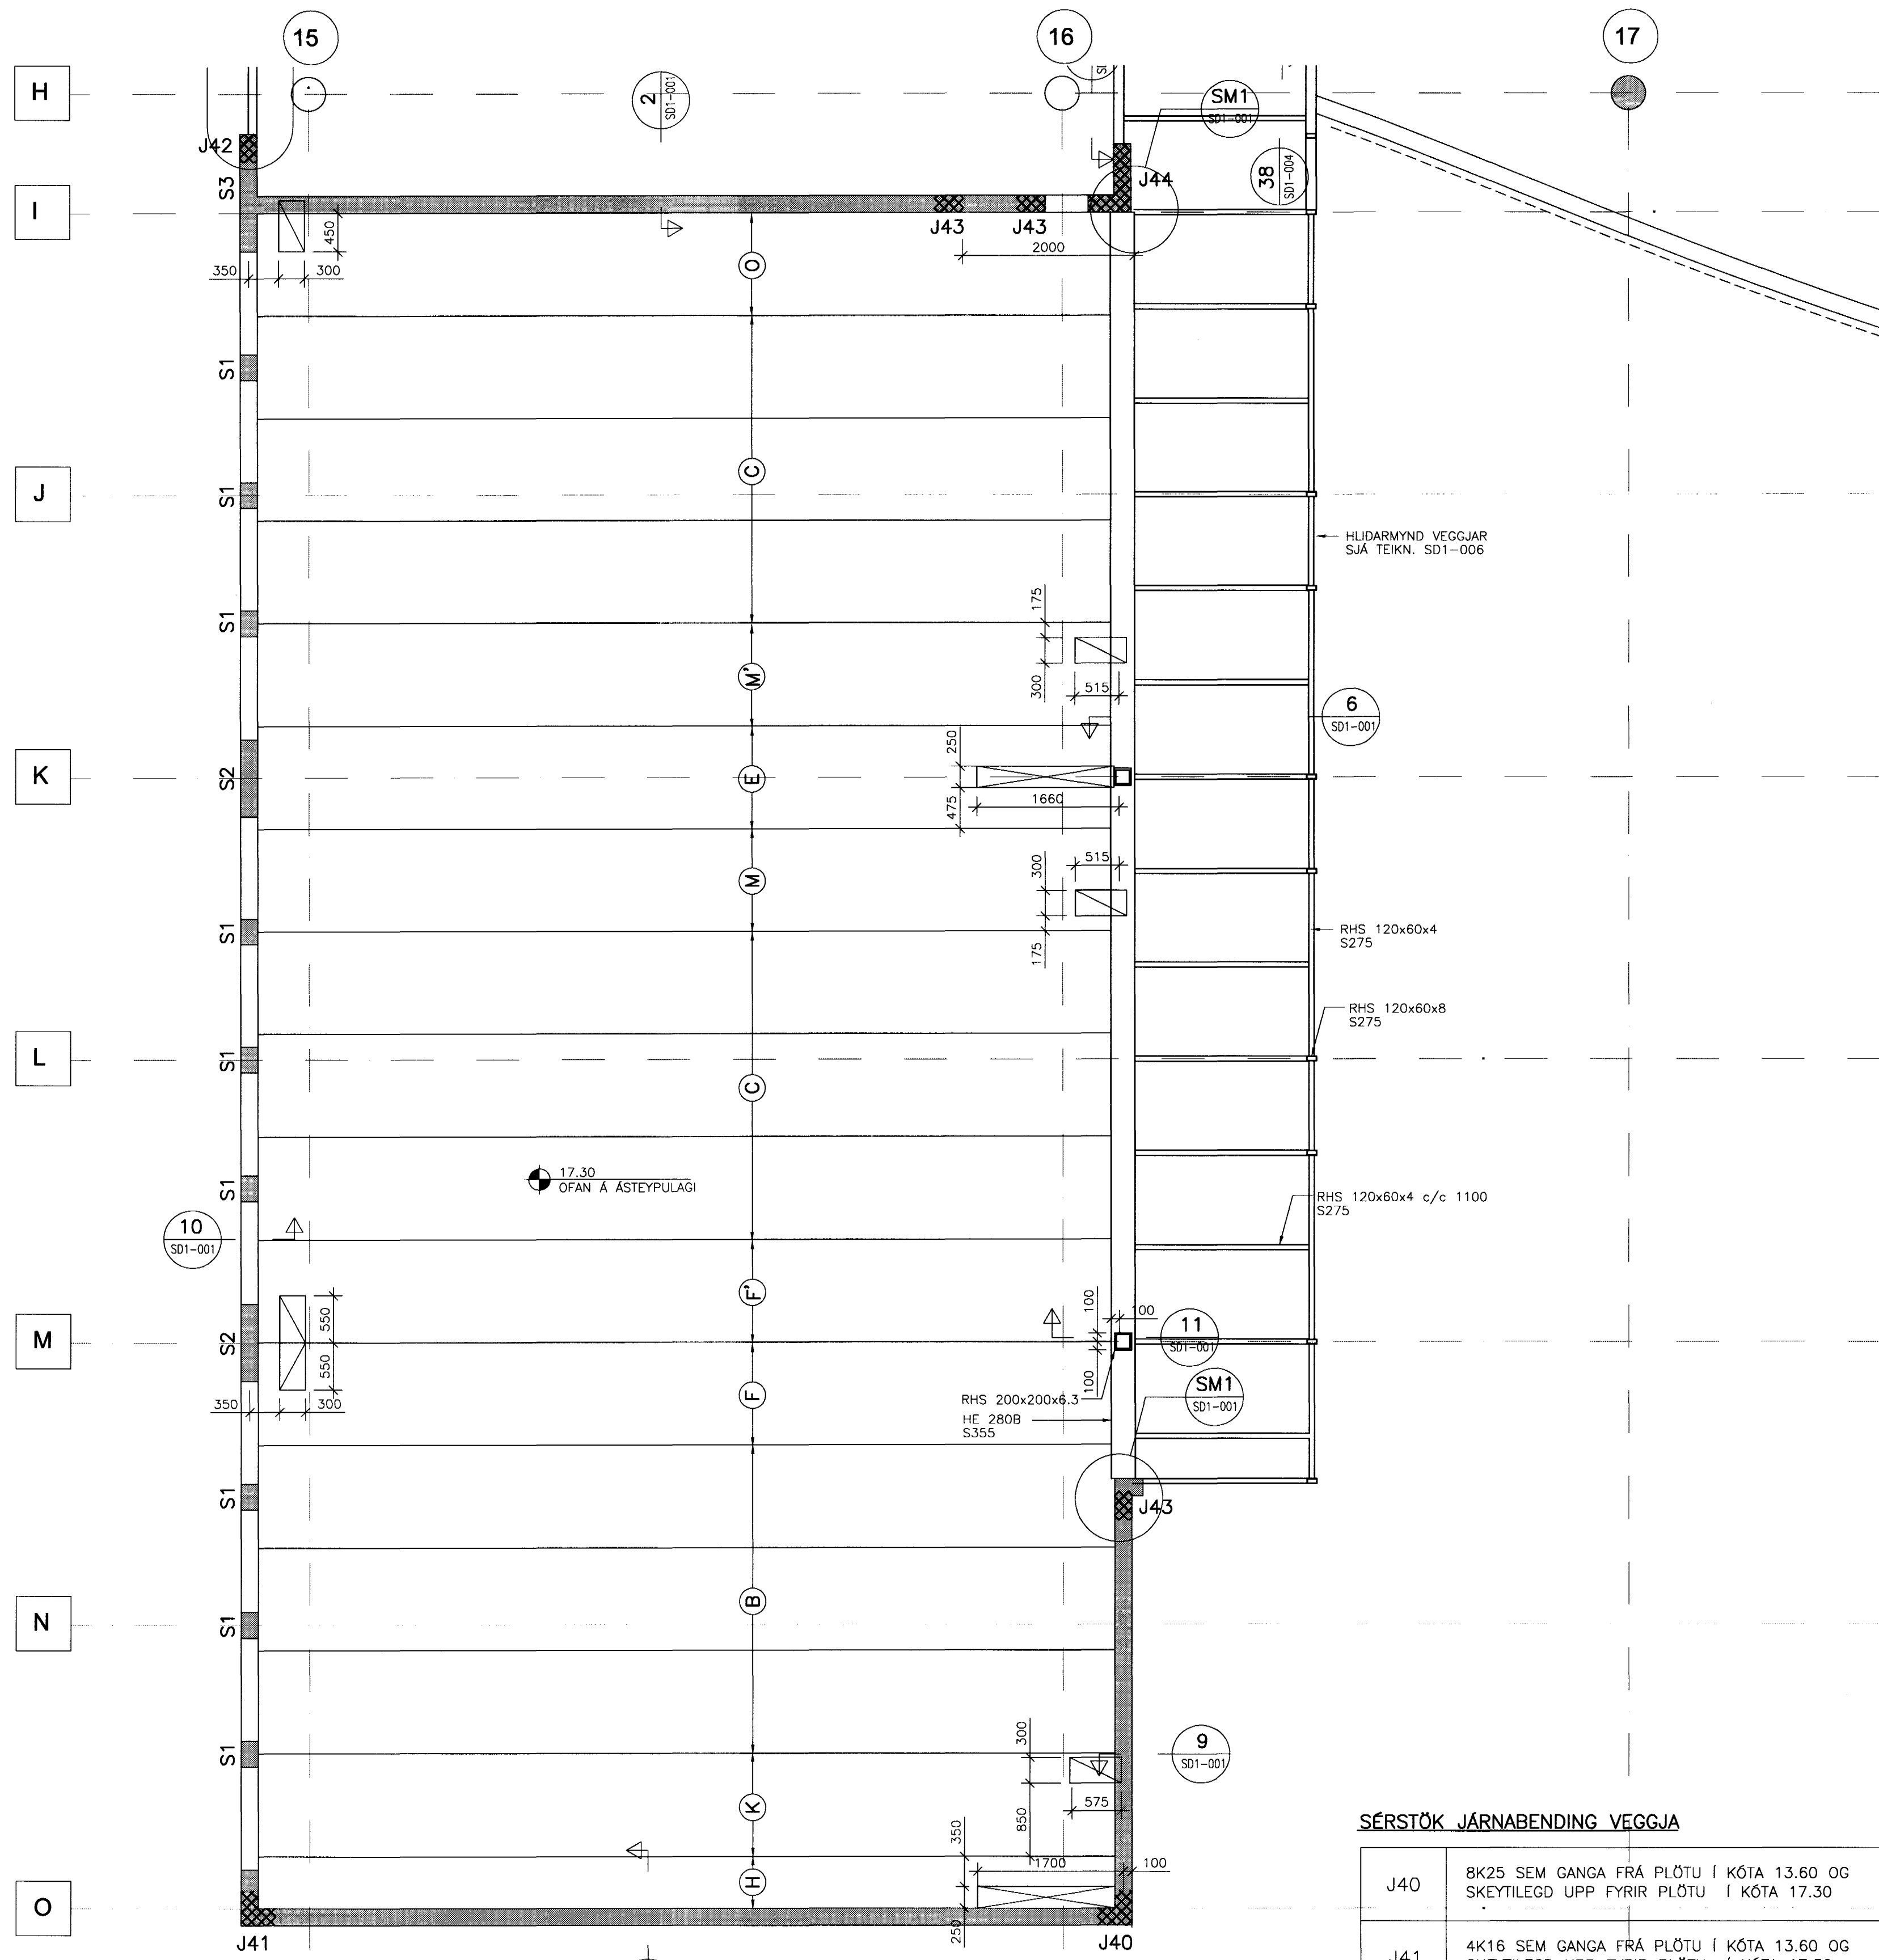 15
16
17
H
2
SD1-001
SM1
SD1-001
J42
38
SD1-004
J44
S3
I
450
J43
J43
2000
350
300
O
S1
C
J
S1
HLIÐARMYND VEGGJAR
SJÁ TEIKN. SD1-006
175
S1
M'
300
515
6
SD1-001
250
K
S2
E
1660
475
515
300
M
S1
RHS 120x60x4
S275
175
RHS 120x60x8
S275
L
S1
C
17.30
OFAN Á ÁSTEYPULAGI
S1
RHS 120x60x4 c/c 1100
S275
10
SD1-001
F'
550
100
100
11
SD1-001
M
S2
550
100
SM1
SD1-001
F
350
300
RHS 200x200x6.3
HE 280B
S355
S1
J43
B
N
S1
300
9
SD1-001
S1
575
K
850
SÉRSTÖK JÁRNABENDING VEGGJA
350
1700
100
H
J40
8K25 SEM GANGA FRÁ PLÖTU Í KÓTA 13.60 OG
SKEYTILEGD UPP FYRIR PLÖTU Í KÓTA 17.30
O
250
J41
J40
J41
4K16 SEM GANGA FRÁ PLÖTU Í KÓTA 13.60 OG